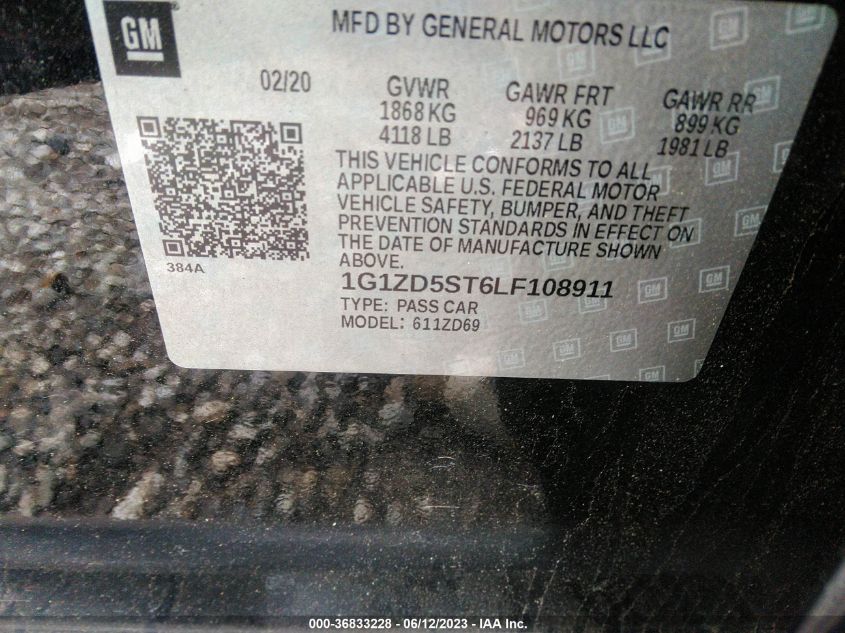 GM
MFD BY GENERAL MOTORS LLC
02/20 GVWR GAWR FRT GAWR RR
1868 KG 969 KG 899 KG
4118 LB 2137 LB 1981 LB
THIS VEHICLE CONFORMS TO ALL
APPLICABLE U.S. FEDERAL MOTOR
VEHICLE SAFETY, BUMPER, AND THEFT
PREVENTION STANDARDS IN EFFECT ON
THE DATE OF MANUFACTURE SHOWN
ABOVE.
384A
1G1ZD5ST6LF108911
TYPE: PASS CAR
MODEL: 611ZD69
000-36833228 - 06/12/2023 - © IAA Inc.